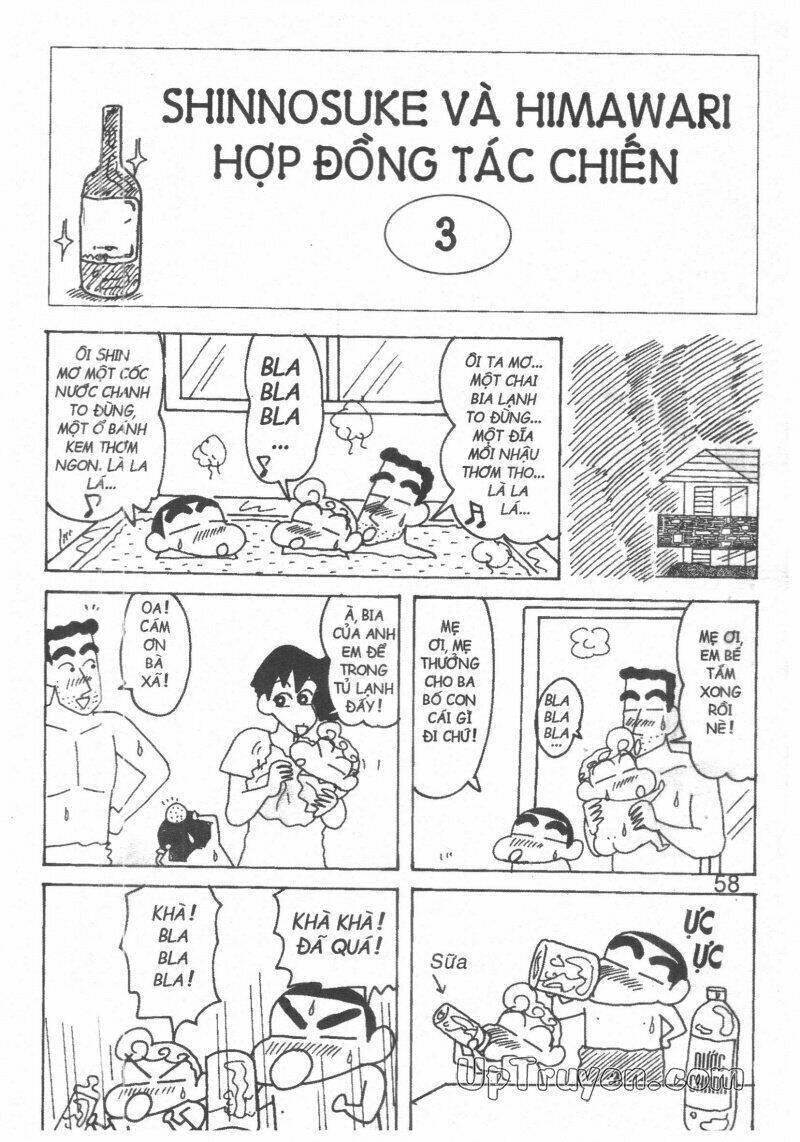 SHINNOSUKE VÀ HIMAWARI
HỢP ĐỒNG TÁC CHIẾN
3
ÔI TA MƠ...
MỘT CHAI
BIA LẠNH
TO ĐÙNG...
MỘT ĐĨA
MỒI NHẬU
THƠM THO...
LÀ LA
LÁ...
BLA
BLA
BLA
...
ÔI SHIN
MƠ MỘT CỐC
NƯỚC CHANH
TO ĐÙNG,
MỘT Ổ BÁNH
KEM THƠM
NGON. LÀ LA
LÁ...
MẸ ƠI,
EM BÉ
TẮM
XONG
RỒI
NÈ!
BLA
BLA
BLA
...
MẸ
ƠI, MẸ
THƯỞNG
CHO BA
BỐ CON
CÁI GÌ
ĐI CHỨ!
À, BIA
CỦA ANH
EM ĐỂ
TRONG
TỦ LẠNH
ĐẤY!
OA!
CÁM
ƠN
BÀ
XÃ!
58
ỰC
ỰC
Sữa
NƯỚC
KHÀ KHÀ!
ĐÃ QUÁ!
KHÀ!
BLA
BLA
BLA!
UpTruyen.com